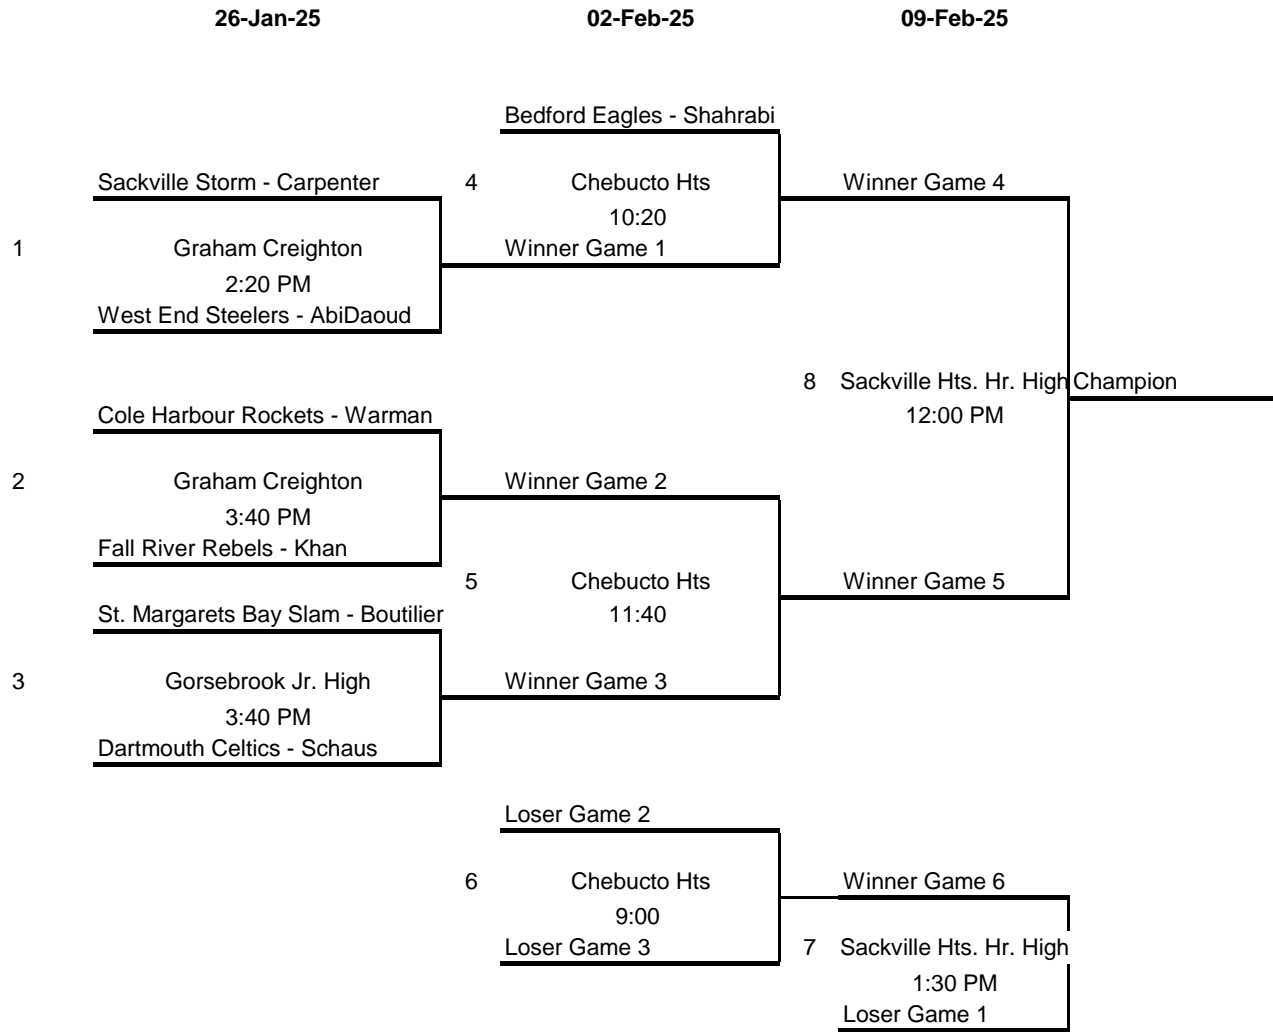 26-Jan-25 02-Feb-25 09-Feb-25
Bedford Eagles - Shahrabi
Sackville Storm - Carpenter 4 Chebucto Hts Winner Game 4
10:20
1 Graham Creighton Winner Game 1
2:20 PM
West End Steelers - AbiDaoud
8 Sackville Hts. Hr. High Champion
Cole Harbour Rockets - Warman 12:00 PM
2 Graham Creighton Winner Game 2
3:40 PM
Fall River Rebels - Khan
5 Chebucto Hts Winner Game 5
St. Margarets Bay Slam - Boutilier 11:40
3 Gorsebrook Jr. High Winner Game 3
3:40 PM
Dartmouth Celtics - Schaus
Loser Game 2
6 Chebucto Hts Winner Game 6
9:00
Loser Game 3 7 Sackville Hts. Hr. High
1:30 PM
Loser Game 1